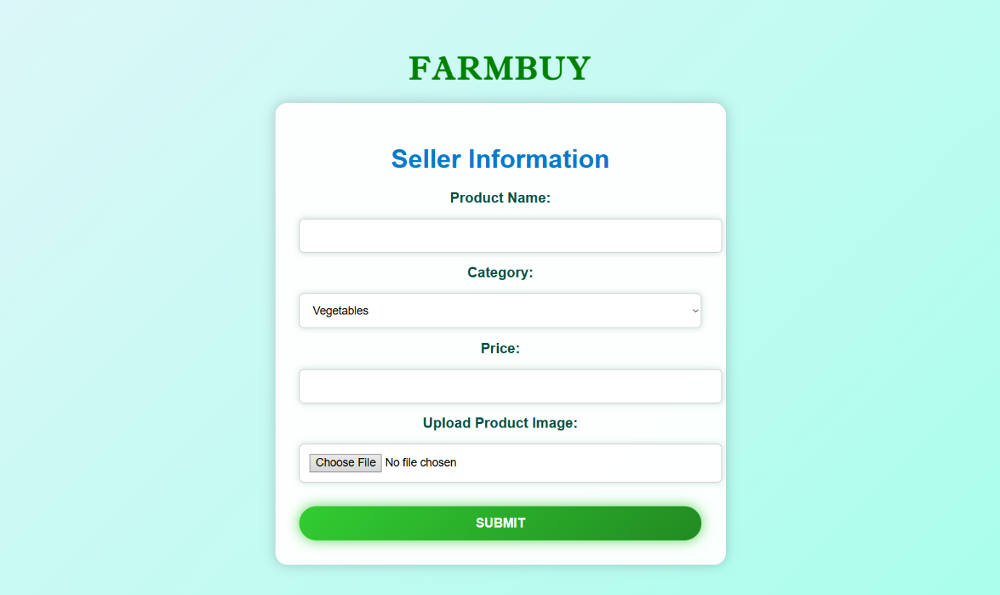 FARMBUY
Seller Information
Product Name:
Category:
Vegetables
Price:
Upload Product Image:
Choose File No file chosen
SUBMIT